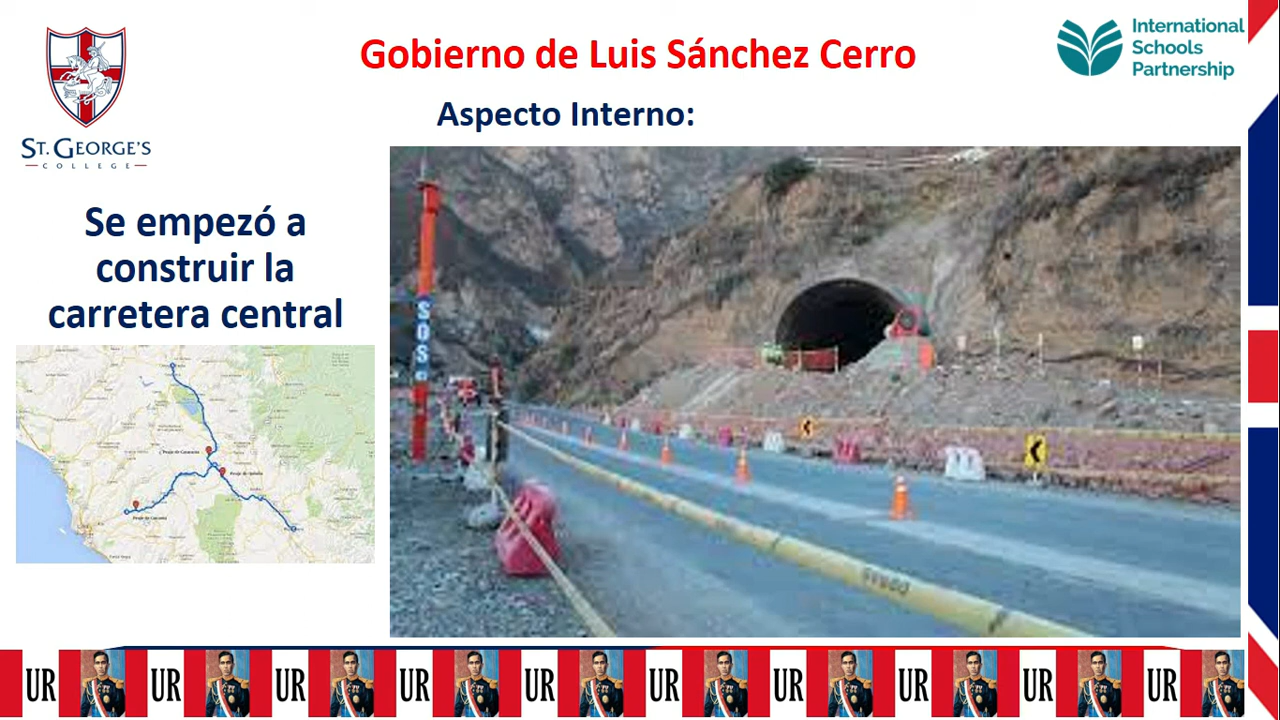 ST. GEORGE'S
COLLEGE
Gobierno de Luis Sánchez Cerro
International
Schools
Partnership
Aspecto Interno:
Se empezó a
construir la
carretera central
SOS
UR UR UR UR UR UR UR UR UR UR